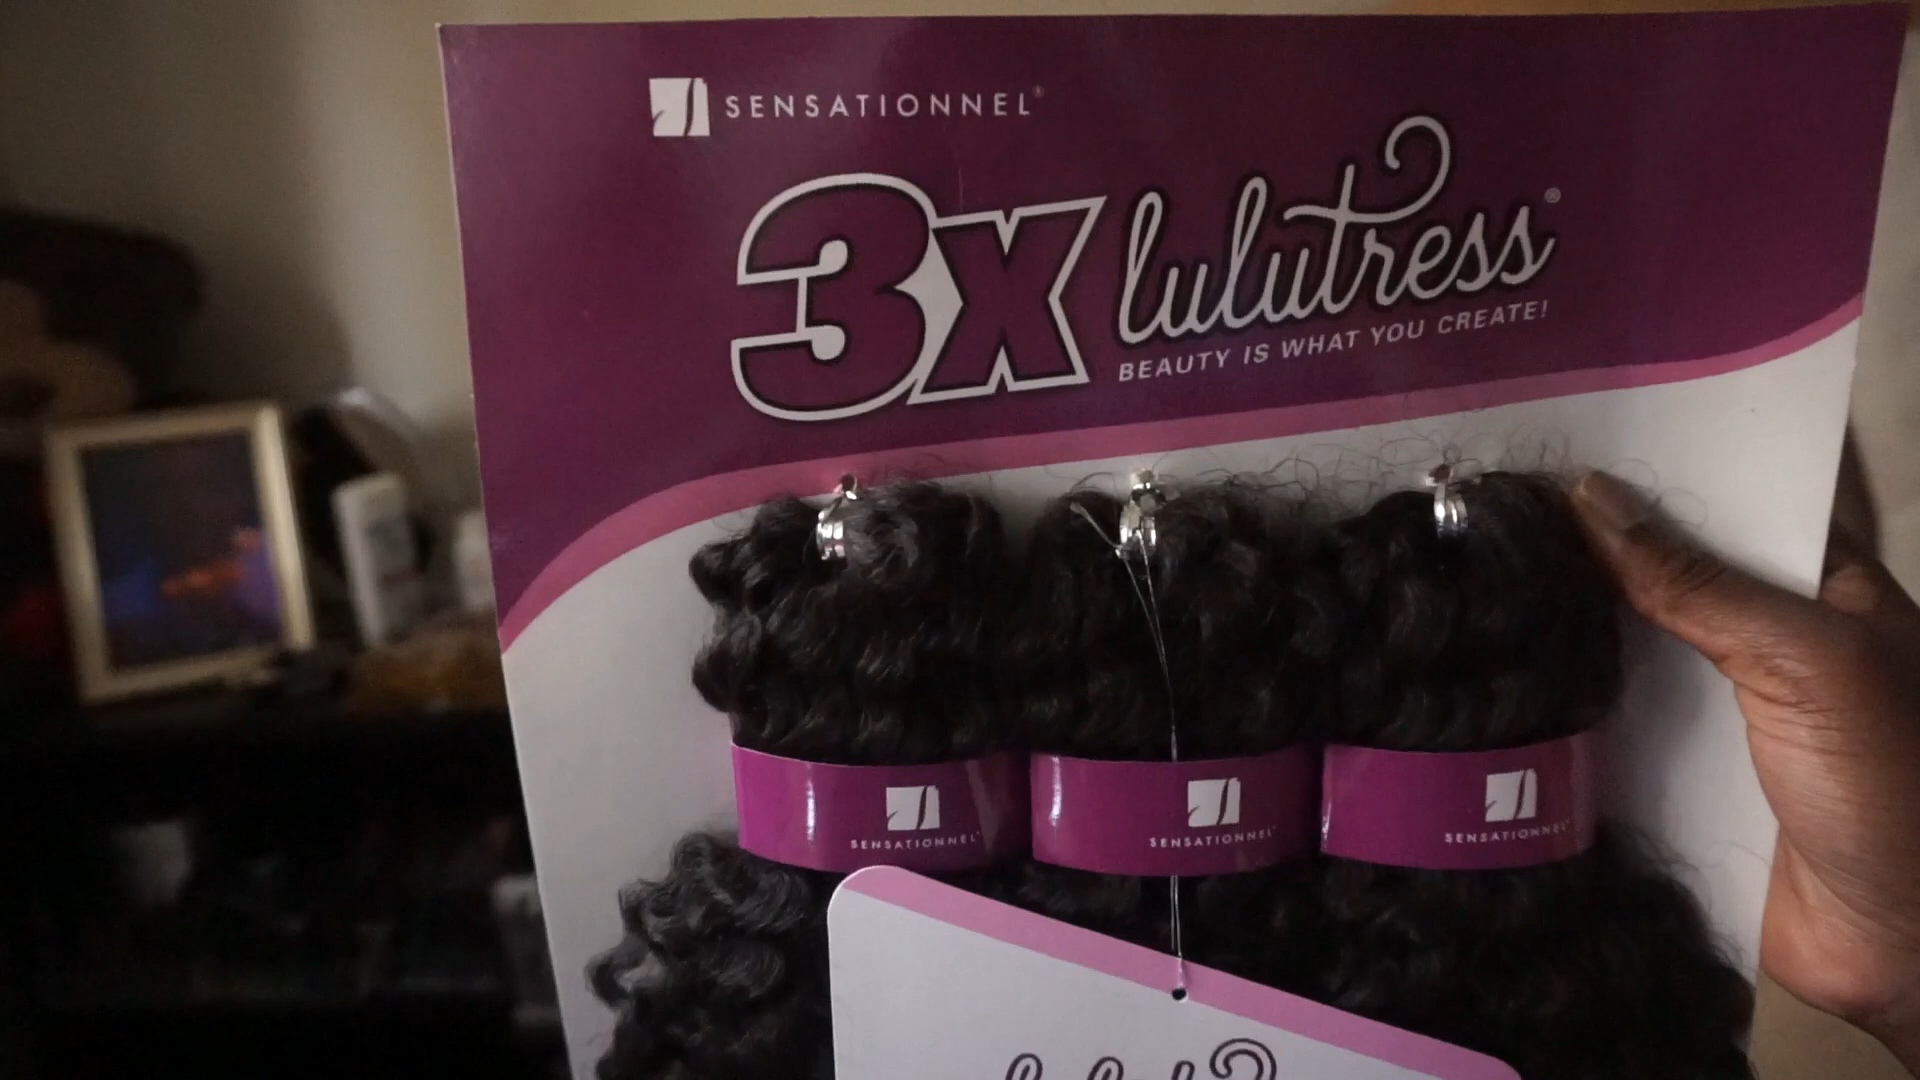 SENSATIONNEL®
3x lulutress®
BEAUTY IS WHAT YOU CREATE!
SENSATIONNEL®
SENSATIONNEL®
SENSATIONNEL®